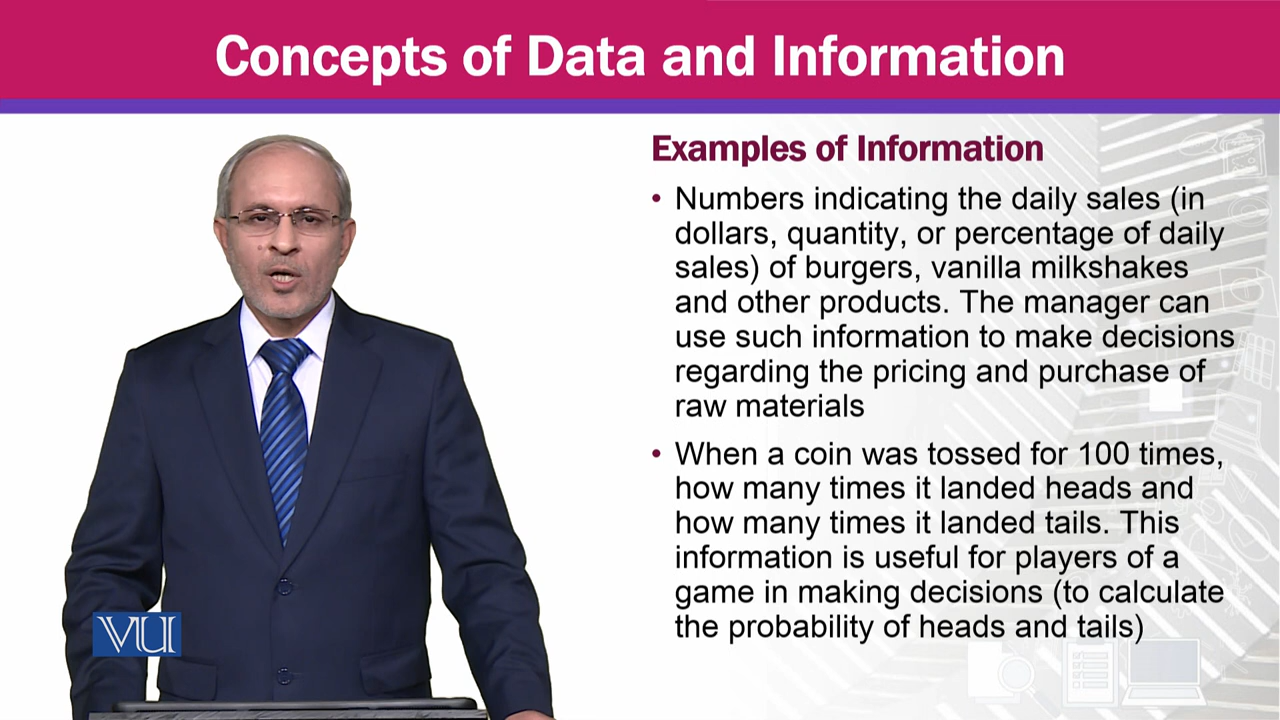 Concepts of Data and Information
Examples of Information
• Numbers indicating the daily sales (in
dollars, quantity, or percentage of daily
sales) of burgers, vanilla milkshakes
and other products. The manager can
use such information to make decisions
regarding the pricing and purchase of
raw materials
• When a coin was tossed for 100 times,
how many times it landed heads and
how many times it landed tails. This
information is useful for players of a
game in making decisions (to calculate
the probability of heads and tails)
VU